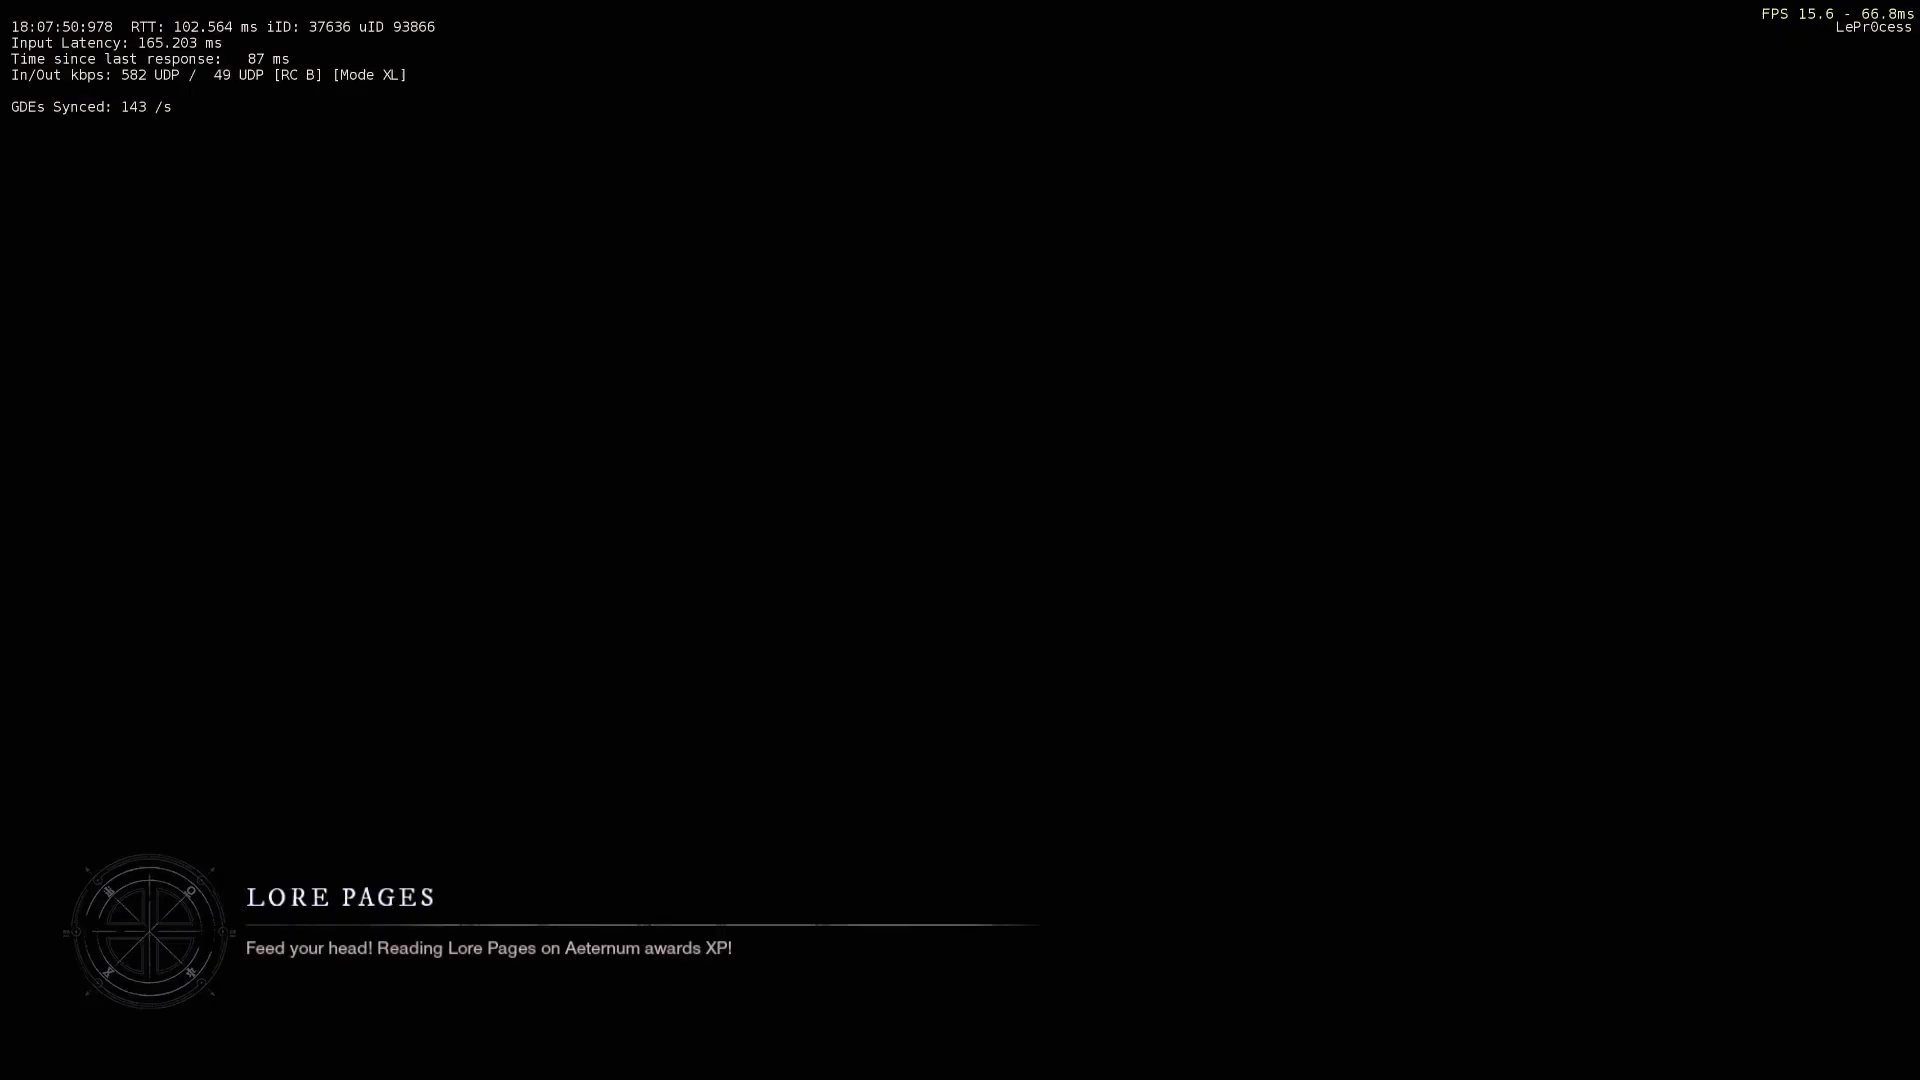 18:07:50:978 RTT: 102.564 ms iID: 37636 uID 93866
Input Latency: 165.203 ms
Time since last response: 87 ms
In/Out kbps: 582 UDP / 49 UDP [RC B] [Mode XL]
GDEs Synced: 143 /s
FPS 15.6 - 66.8ms
LePr0cess
LORE PAGES
Feed your head! Reading Lore Pages on Aeternum awards XP!